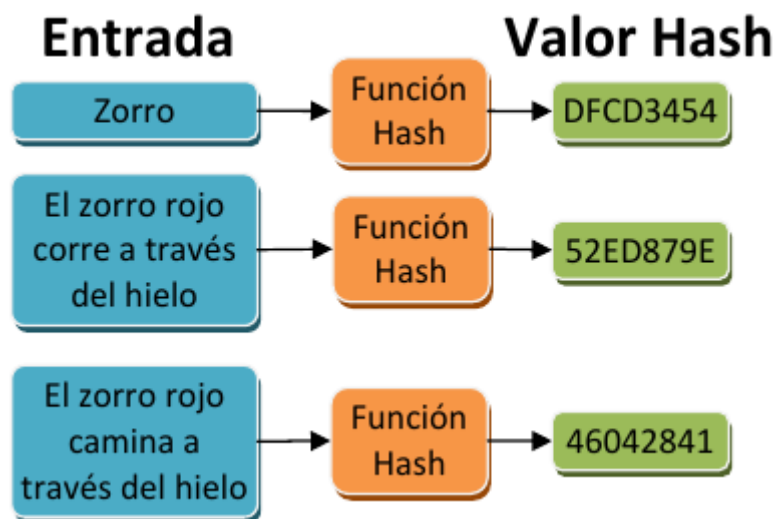 Entrada
Valor Hash
Zorro
Función
Hash
DFCD3454
El zorro rojo
corre a través
del hielo
Función
Hash
52ED879E
El zorro rojo
camina a
través del hielo
Función
Hash
46042841